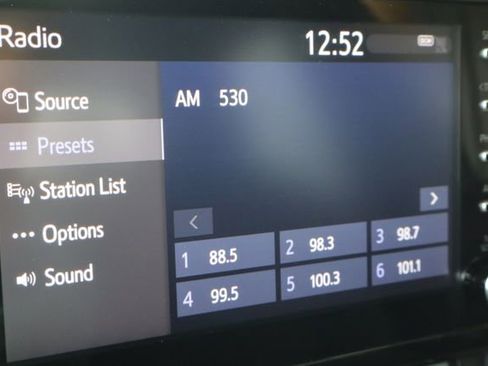 Radio
12:52
Source
AM 530
Presets
Station List
Options
1 88.5
2 98.3
3 98.7
Sound
4 99.5
5 100.3
6 101.1